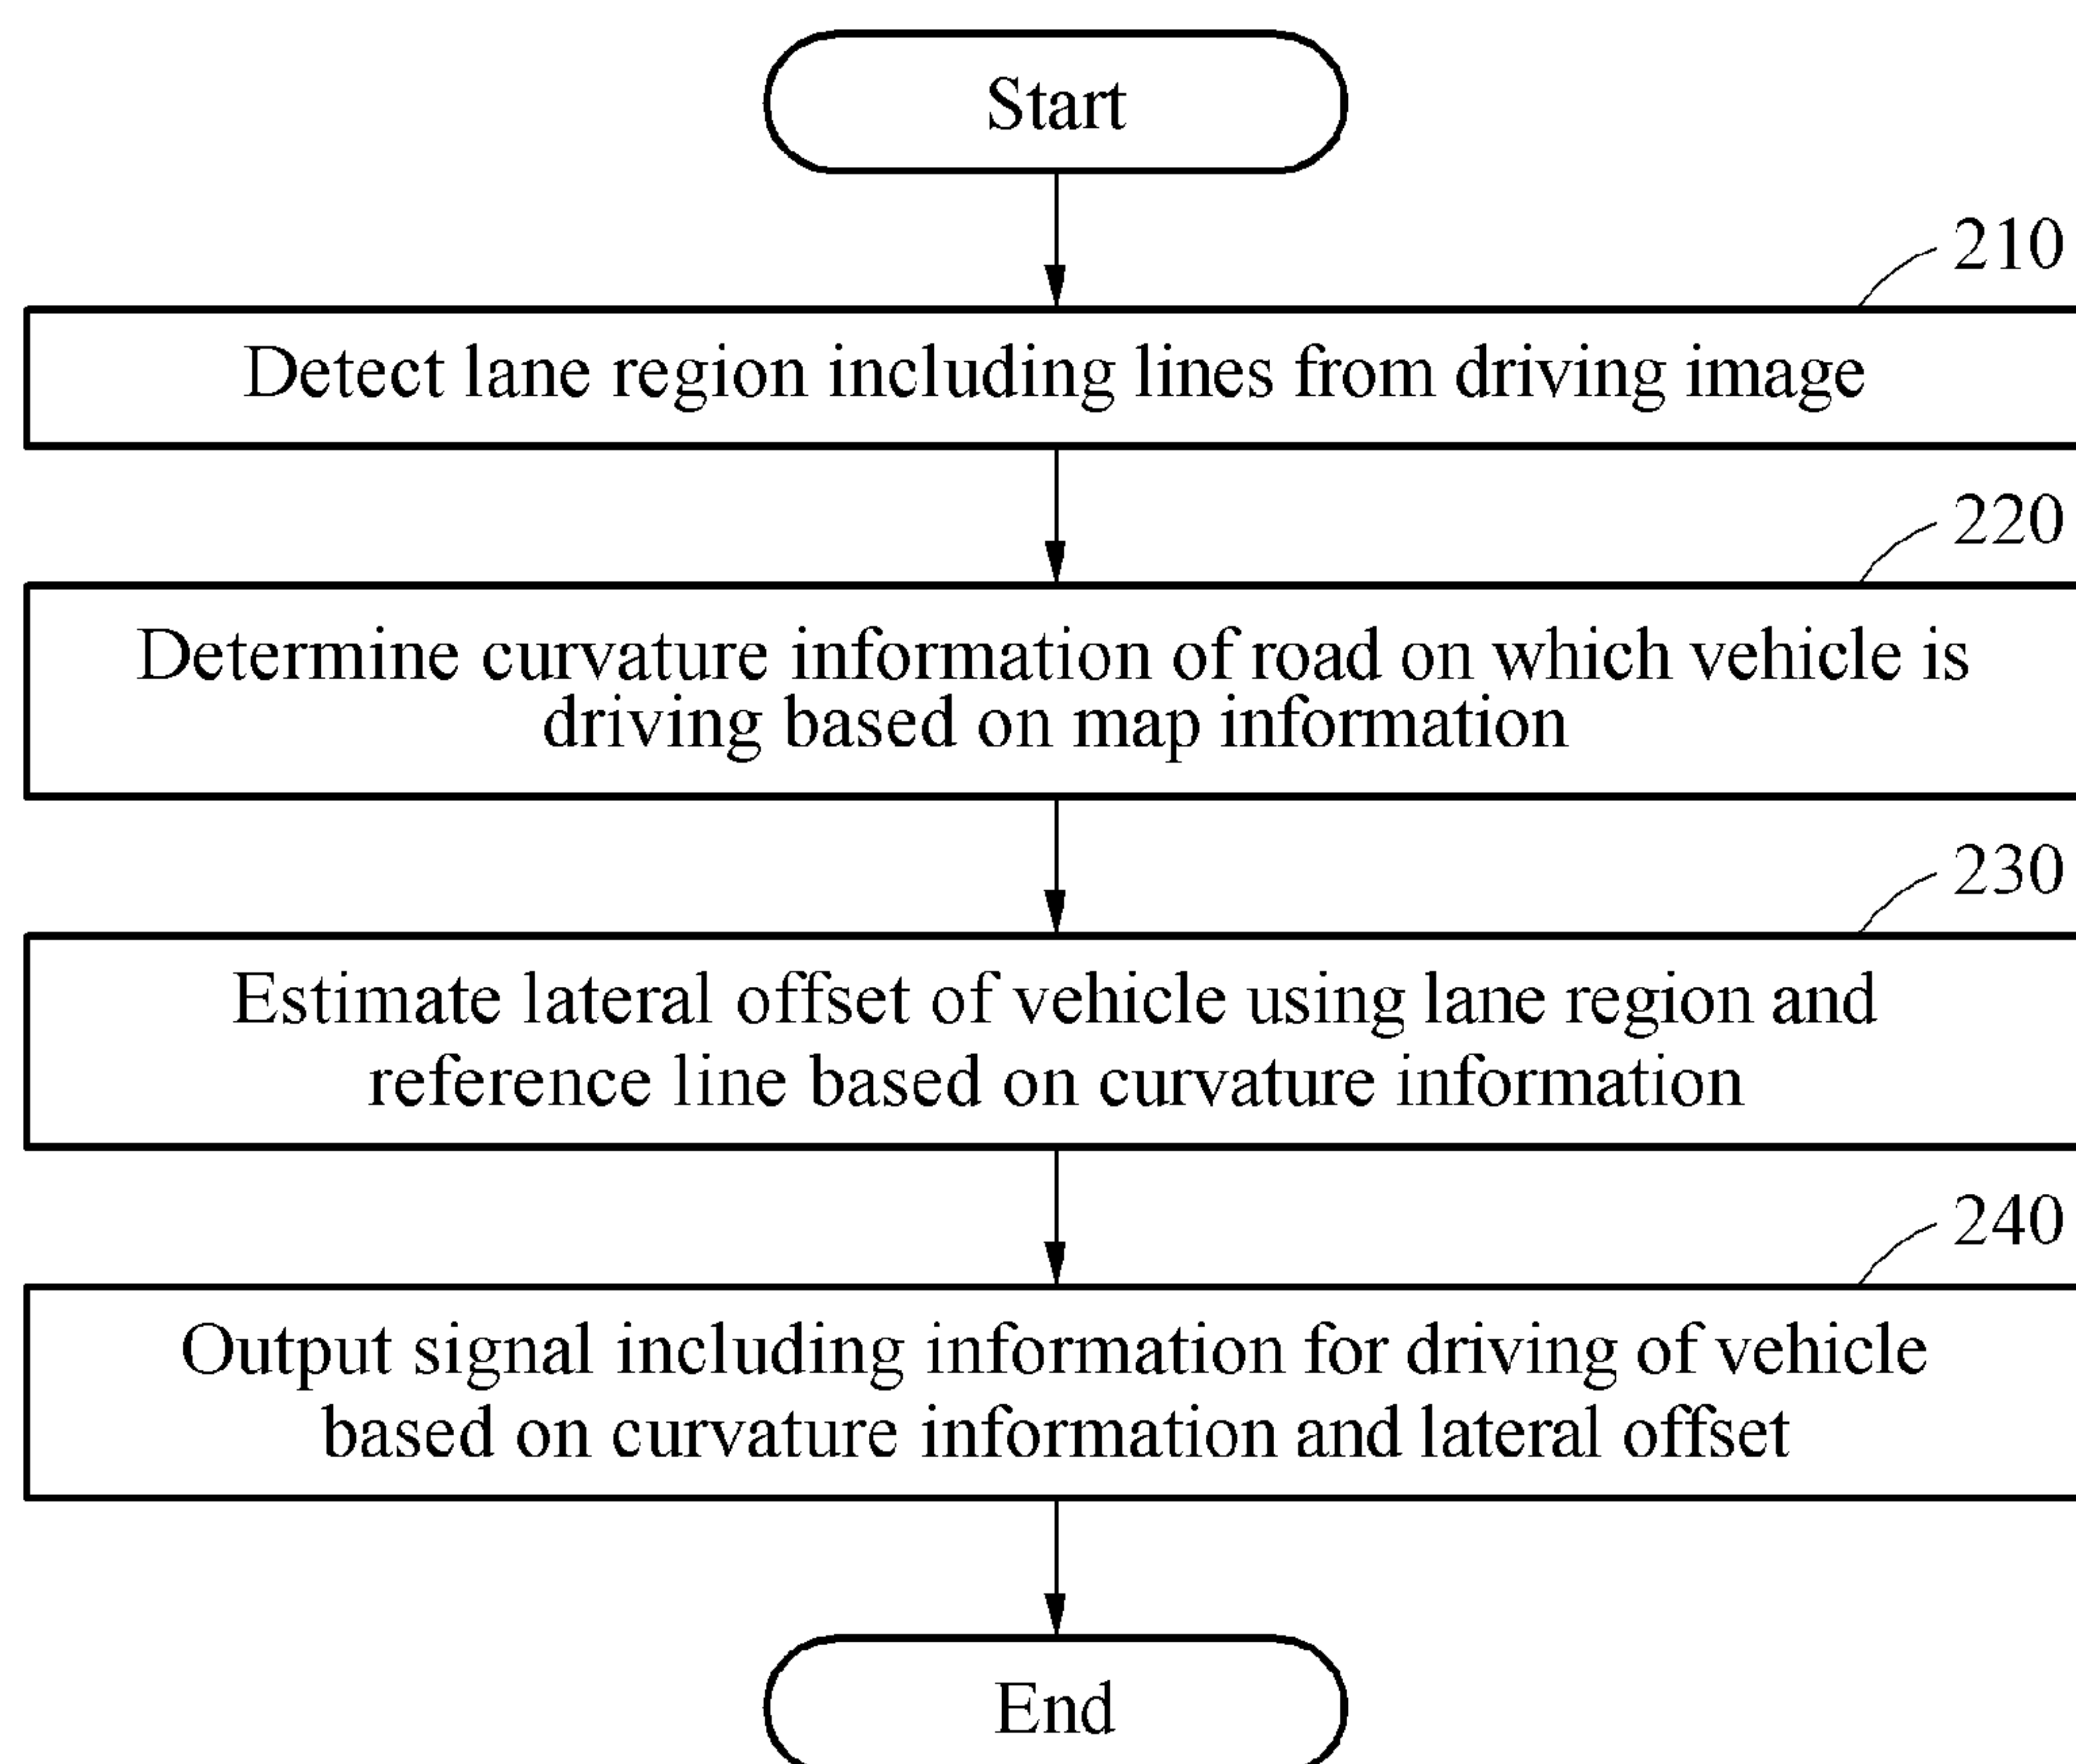 Start
210
Detect lane region including lines from driving image
220
Determine curvature information of road on which vehicle is
driving based on map information
230
Estimate lateral offset of vehicle using lane region and
reference line based on curvature information
240
Output signal including information for driving of vehicle
based on curvature information and lateral offset
End